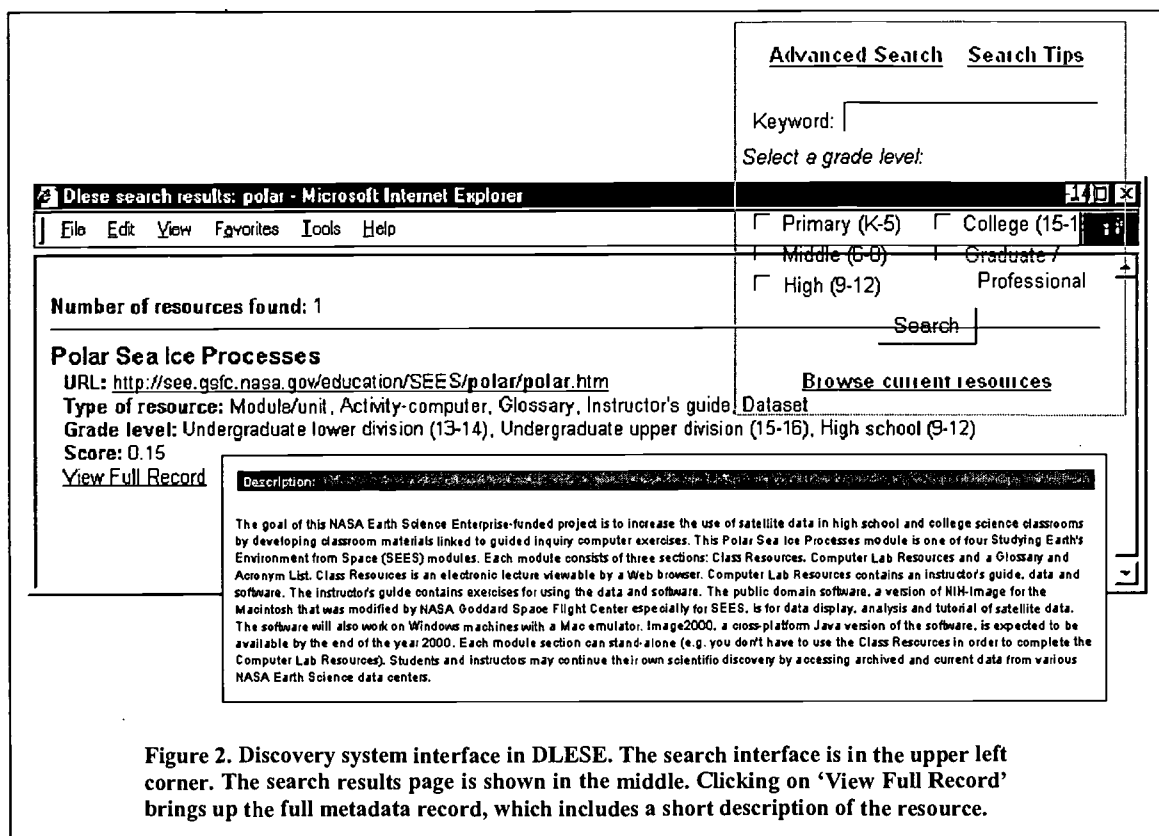 Advanced Search Search Tips
Keyword:
Select a grade level:
Dlese search results: polar - Microsoft Internet Explorer
File Edit View Favorites Tools Help
Primary (K-5) College (15-1
Middle (6-8) Graduate /
High (9-12) Professional
Search
Browse current resources
Number of resources found: 1
Polar Sea Ice Processes
URL: http://see.gsfc.nasa.gov/education/SEES/polar/polar.htm
Type of resource: Module/unit, Activity-computer, Glossary, Instructor's guide, Dataset
Grade level: Undergraduate lower division (13-14), Undergraduate upper division (15-16), High school (9-12)
Score: 0.15
View Full Record
Description:
The goal of this NASA Earth Science Enterprise-funded project is to increase the use of satellite data in high school and college science classrooms
by developing classroom materials linked to guided inquiry computer exercises. This Polar Sea Ice Processes module is one of four Studying Earth's
Environment from Space (SEES) modules. Each module consists of three sections: Class Resources, Computer Lab Resources and a Glossary and
Acronym List. Class Resources is an electronic lecture viewable by a Web browser. Computer Lab Resources contains an instructor's guide, data and
software. The instructor's guide contains exercises for using the data and software. The public domain software, a version of NIH-Image for the
Macintosh that was modified by NASA Goddard Space Flight Center especially for SEES, is for data display, analysis and tutorial of satellite data.
The software will also work on Windows machines with a Mac emulator. Image2000, a cross-platform Java version of the software, is expected to be
available by the end of the year 2000. Each module section can stand-alone (e.g. you don't have to use the Class Resources in order to complete the
Computer Lab Resources). Students and instructors may continue their own scientific discovery by accessing archived and current data from various
NASA Earth Science data centers.
Figure 2. Discovery system interface in DLESE. The search interface is in the upper left
corner. The search results page is shown in the middle. Clicking on ‘View Full Record’
brings up the full metadata record, which includes a short description of the resource.